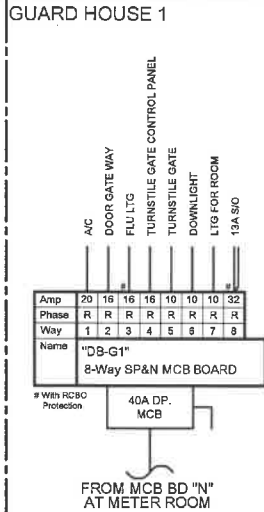 GUARD HOUSE 1
A/C
DOOR GATE WAY
FLU LTG
TURNSTILE GATE CONTROL PANEL
TURNSTILE GATE
DOWNLIGHT
LTG FOR ROOM
13A S/O
# #
Amp 20 16 16 16 10 10 10 32
Phase R R R R R R R R
Way 1 2 3 4 5 6 7 8
Name "DB-G1"
8-Way SP&N MCB BOARD
# With RCBO
Protection
40A DP.
MCB
FROM MCB BD "N"
AT METER ROOM